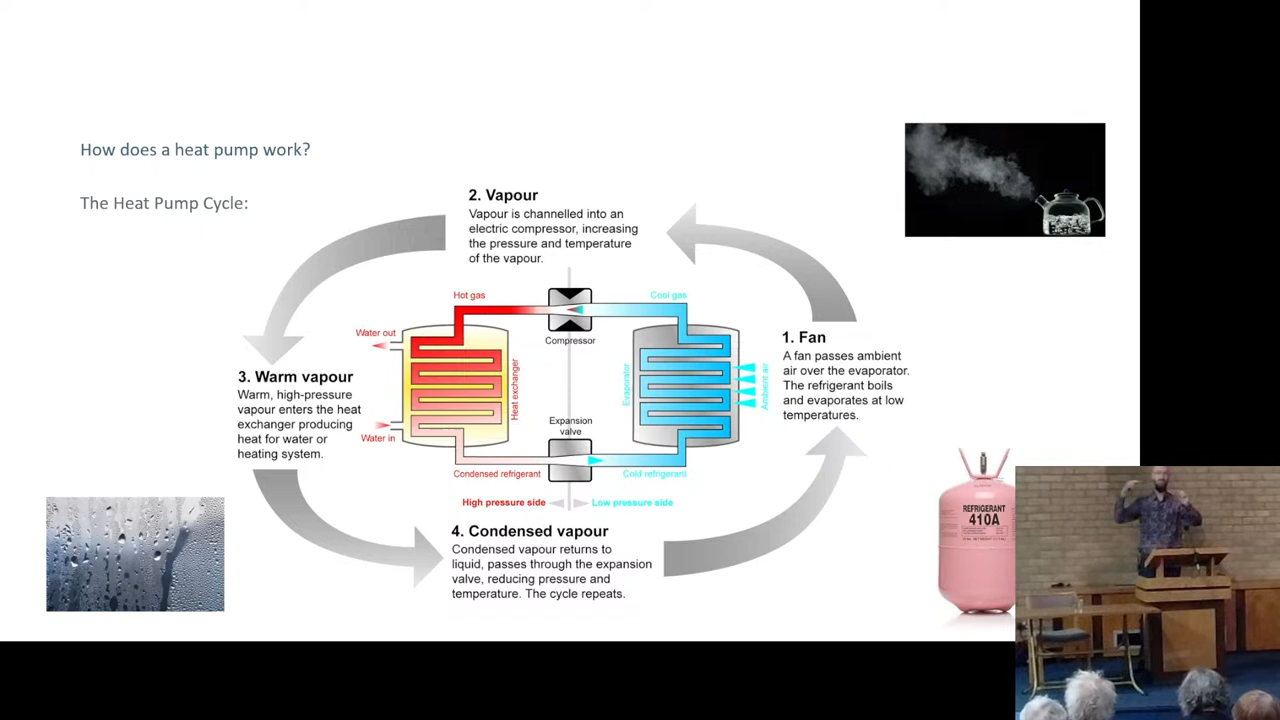 How does a heat pump work?
The Heat Pump Cycle:
2. Vapour
Vapour is channelled into an
electric compressor, increasing
the pressure and temperature
of the vapour.
Hot gas
Cool gas
Compressor
Water out
Heat exchanger
Evaporator
Ambient air
Water in
Expansion
valve
Condensed refrigerant
Cold refrigerant
High pressure side
Low pressure side
1. Fan
A fan passes ambient
air over the evaporator.
The refrigerant boils
and evaporates at low
temperatures.
3. Warm vapour
Warm, high-pressure
vapour enters the heat
exchanger producing
heat for water or
heating system.
4. Condensed vapour
Condensed vapour returns to
liquid, passes through the expansion
valve, reducing pressure and
temperature. The cycle repeats.
REFRIGERANT
410A